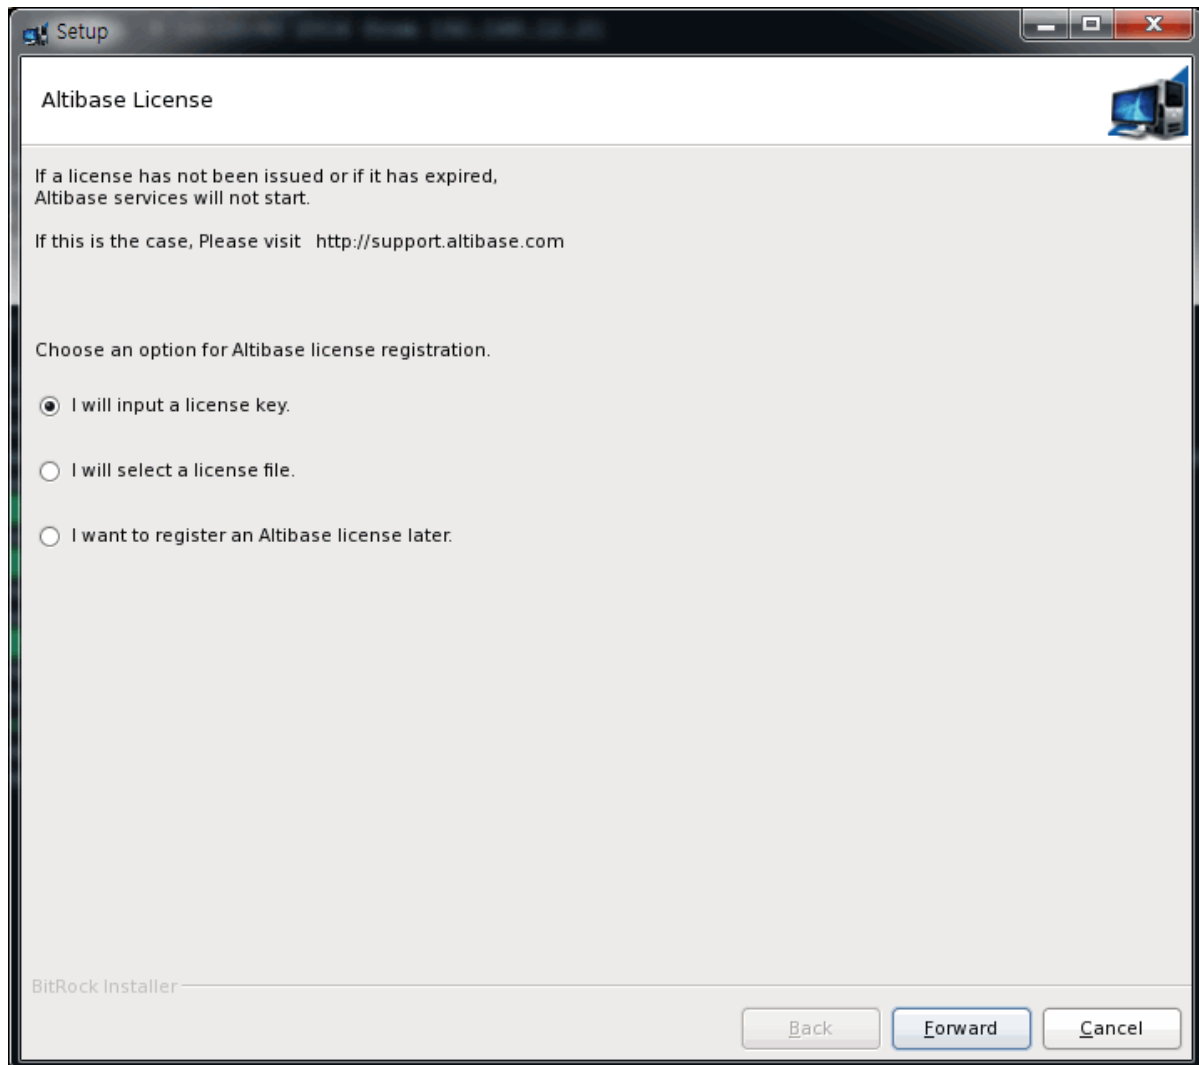 Setup
Altibase License
If a license has not been issued or if it has expired,
Altibase services will not start.
If this is the case, Please visit http://support.altibase.com
Choose an option for Altibase license registration.
I will input a license key.
I will select a license file.
I want to register an Altibase license later.
BitRock Installer
Back Forward Cancel